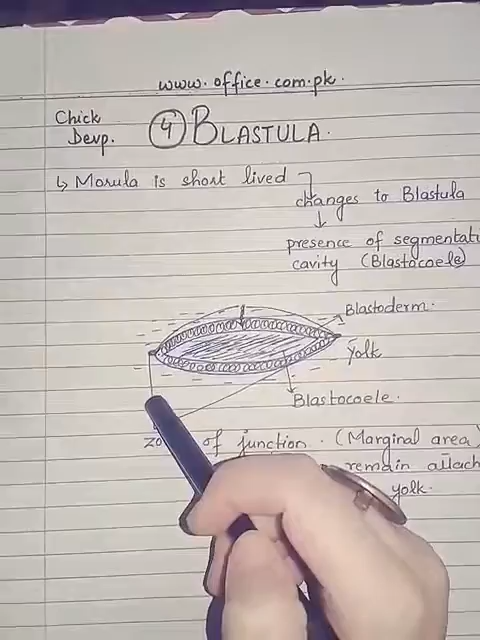 www.office.com.pk.
Chick
Devp.
④ BLASTULA.
↳ Morula is short lived
changes to Blastula
↓
presence of segmentati
cavity (Blastocoele)
Blastoderm.
Yolk
Blastocoele.
of junction. (Marginal area)
remain attach
yolk.